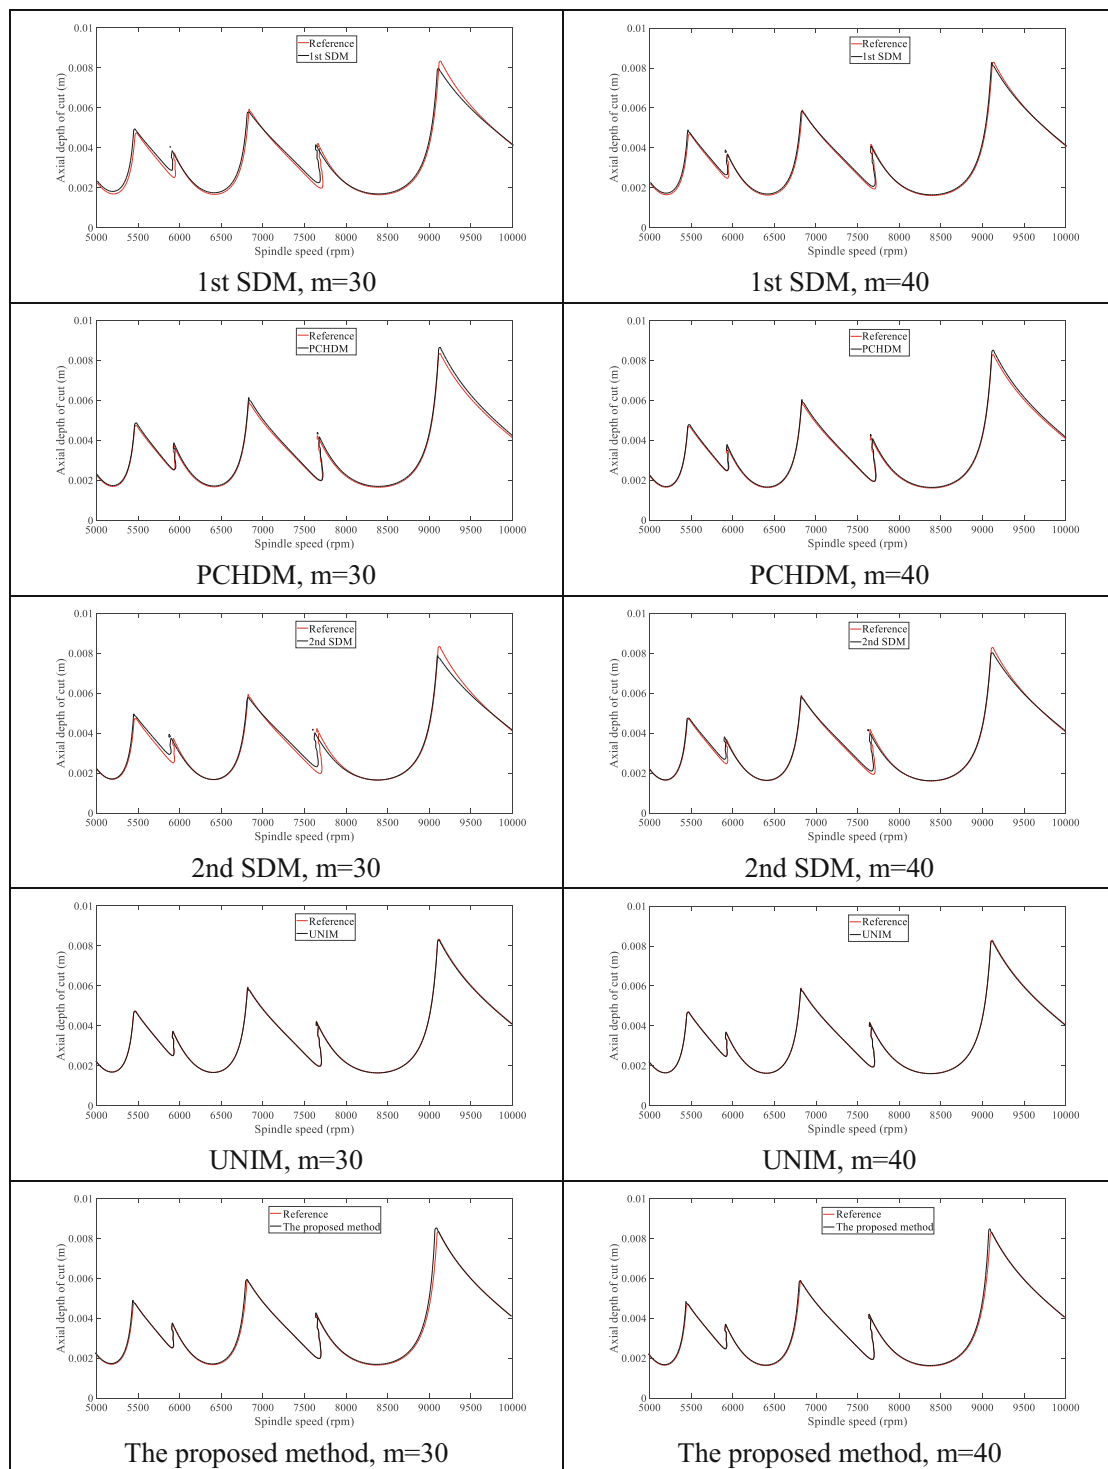 0.01
0.008
0.006
0.004
0.002
0
Axial depth of cut (m)
Reference
1st SDM
5000 5500 6000 6500 7000 7500 8000 8500 9000 9500 10000
Spindle speed (rpm)
1st SDM, m=30
0.01
0.008
0.006
0.004
0.002
0
Axial depth of cut (m)
Reference
1st SDM
5000 5500 6000 6500 7000 7500 8000 8500 9000 9500 10000
Spindle speed (rpm)
1st SDM, m=40
0.01
0.008
0.006
0.004
0.002
0
Axial depth of cut (m)
Reference
PCHDM
5000 5500 6000 6500 7000 7500 8000 8500 9000 9500 10000
Spindle speed (rpm)
PCHDM, m=30
0.01
0.008
0.006
0.004
0.002
0
Axial depth of cut (m)
Reference
PCHDM
5000 5500 6000 6500 7000 7500 8000 8500 9000 9500 10000
Spindle speed (rpm)
PCHDM, m=40
0.01
0.008
0.006
0.004
0.002
0
Axial depth of cut (m)
Reference
2nd SDM
5000 5500 6000 6500 7000 7500 8000 8500 9000 9500 10000
Spindle speed (rpm)
2nd SDM, m=30
0.01
0.008
0.006
0.004
0.002
0
Axial depth of cut (m)
Reference
2nd SDM
5000 5500 6000 6500 7000 7500 8000 8500 9000 9500 10000
Spindle speed (rpm)
2nd SDM, m=40
0.01
0.008
0.006
0.004
0.002
0
Axial depth of cut (m)
Reference
UNIM
5000 5500 6000 6500 7000 7500 8000 8500 9000 9500 10000
Spindle speed (rpm)
UNIM, m=30
0.01
0.008
0.006
0.004
0.002
0
Axial depth of cut (m)
Reference
UNIM
5000 5500 6000 6500 7000 7500 8000 8500 9000 9500 10000
Spindle speed (rpm)
UNIM, m=40
0.01
0.008
0.006
0.004
0.002
0
Axial depth of cut (m)
Reference
The proposed method
5000 5500 6000 6500 7000 7500 8000 8500 9000 9500 10000
Spindle speed (rpm)
The proposed method, m=30
0.01
0.008
0.006
0.004
0.002
0
Axial depth of cut (m)
Reference
The proposed method
5000 5500 6000 6500 7000 7500 8000 8500 9000 9500 10000
Spindle speed (rpm)
The proposed method, m=40